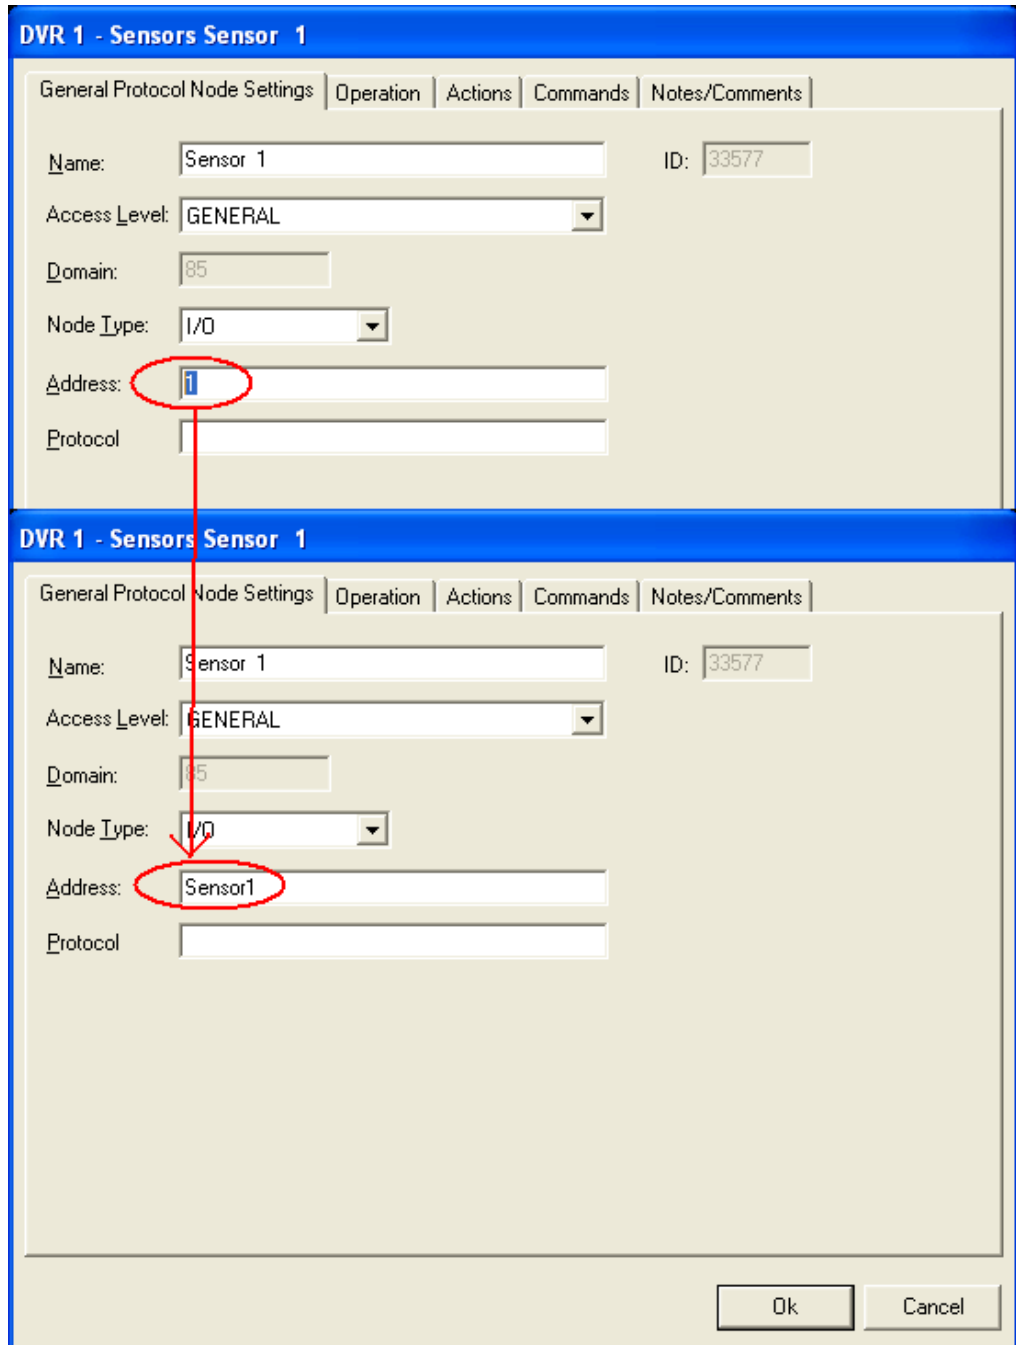 DVR 1 - Sensors Sensor 1
General Protocol Node Settings Operation Actions Commands Notes/Comments
Name: Sensor 1 ID: 33577
Access Level: GENERAL
Domain: 85
Node Type: I/O
Address: 1
Protocol
DVR 1 - Sensors Sensor 1
General Protocol Node Settings Operation Actions Commands Notes/Comments
Name: Sensor 1 ID: 33577
Access Level: GENERAL
Domain: 85
Node Type: I/O
Address: Sensor1
Protocol
Ok Cancel